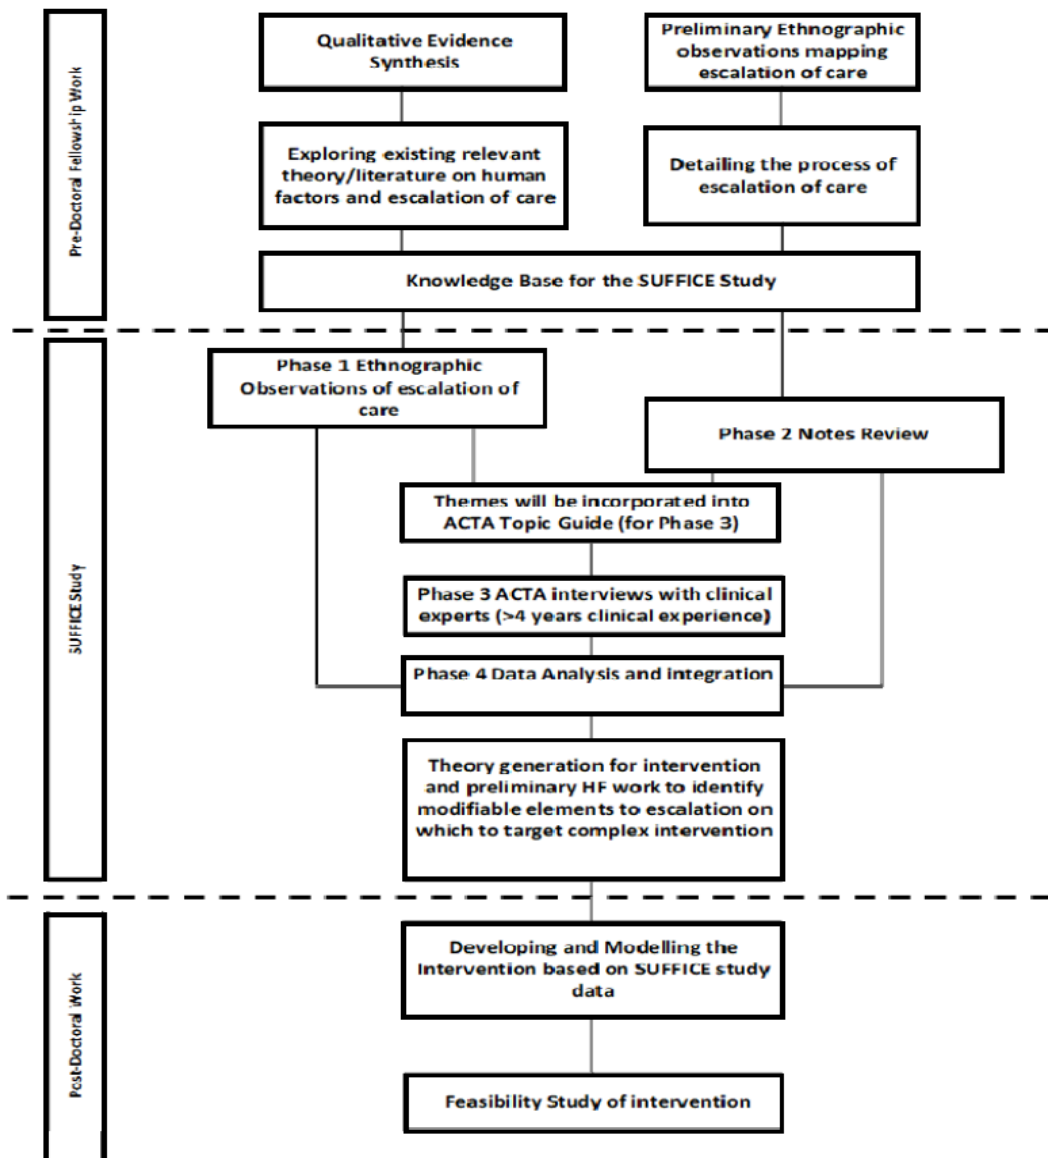 Pre-Doctoral Fellowship Work
Qualitative Evidence
Synthesis
Preliminary Ethnographic
observations mapping
escalation of care
Exploring existing relevant
theory/literature on human
factors and escalation of care
Detailing the process of
escalation of care
Knowledge Base for the SUFFICE Study
SUFFICE Study
Phase 1 Ethnographic
Observations of escalation of
care
Phase 2 Notes Review
Themes will be incorporated into
ACTA Topic Guide (for Phase 3)
Phase 3 ACTA interviews with clinical
experts (>4 years clinical experience)
Phase 4 Data Analysis and integration
Theory generation for intervention
and preliminary HF work to identify
modifiable elements to escalation on
which to target complex intervention
Post-Doctoral Work
Developing and Modelling the
Intervention based on SUFFICE study
data
Feasibility Study of intervention